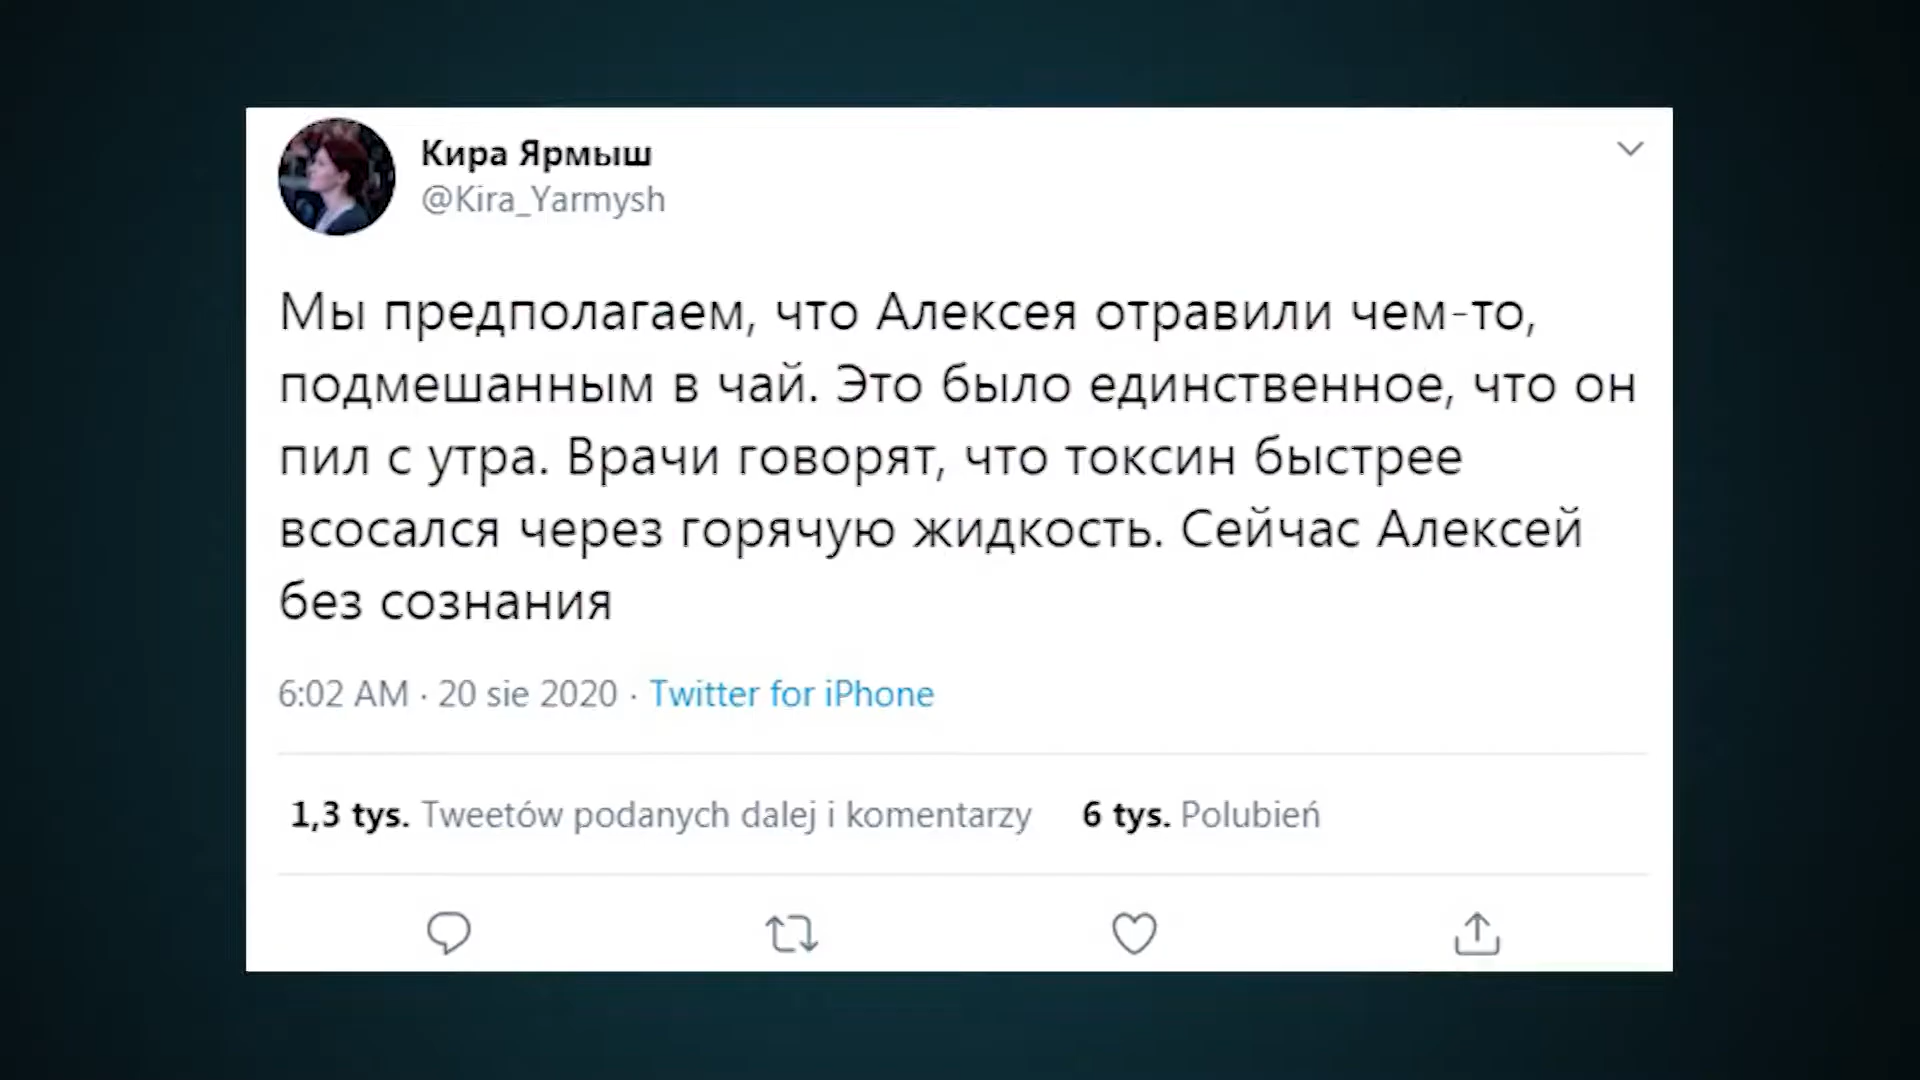 Кира Ярмыш
@Kira_Yarmysh
Мы предполагаем, что Алексея отравили чем-то,
подмешанным в чай. Это было единственное, что он
пил с утра. Врачи говорят, что токсин быстрее
всосался через горячую жидкость. Сейчас Алексей
без сознания
6:02 AM · 20 sie 2020 · Twitter for iPhone
1,3 tys. Tweetów podanych dalej i komentarzy 6 tys. Polubień